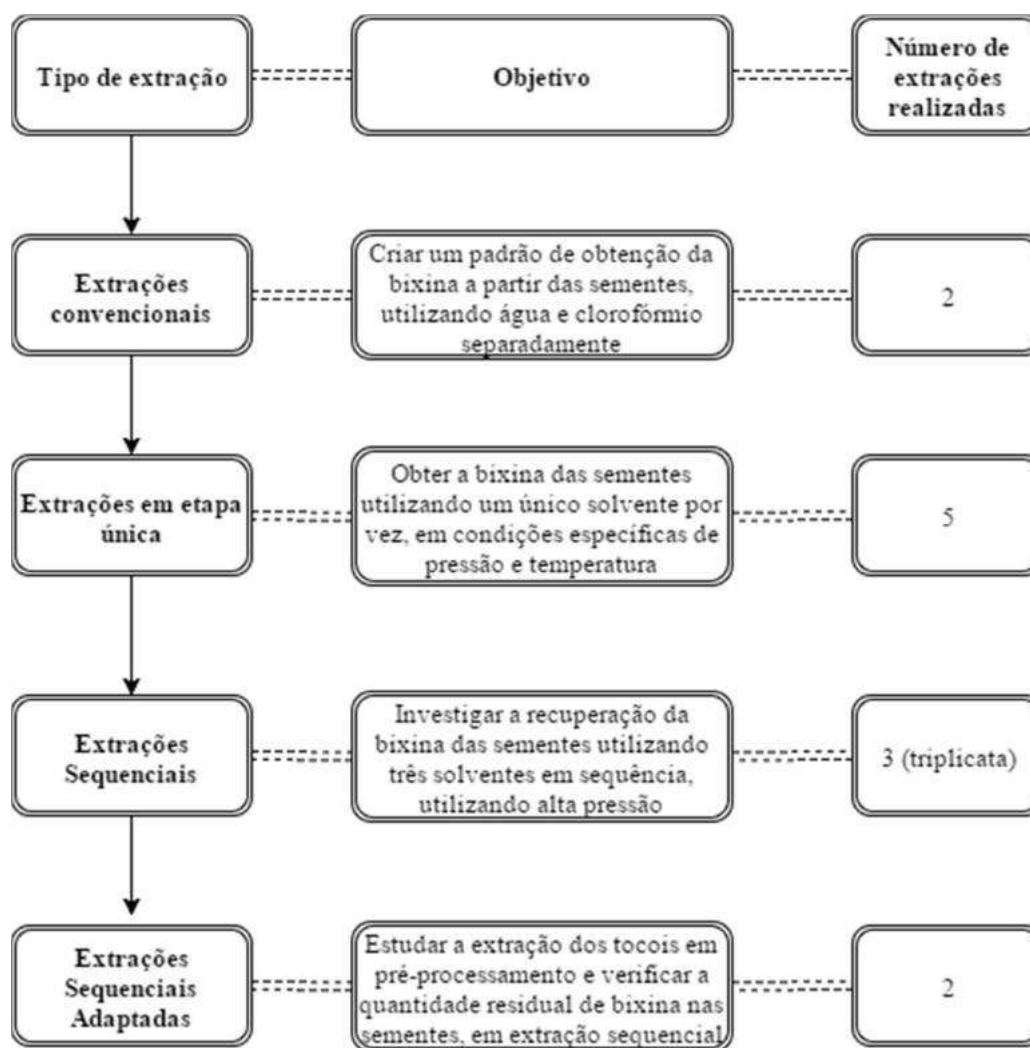 Tipo de extração
Objetivo
Número de
extrações
realizadas
Extrações
convencionais
Criar um padrão de obtenção da
bixina a partir das sementes,
utilizando água e clorofórmio
separadamente
2
Extrações em etapa
única
Obter a bixina das sementes
utilizando um único solvente por
vez, em condições específicas de
pressão e temperatura
5
Extrações
Sequenciais
Investigar a recuperação da
bixina das sementes utilizando
três solventes em sequência,
utilizando alta pressão
3 (triplicata)
Extrações
Sequenciais
Adaptadas
Estudar a extração dos tocois em
pré-processamento e verificar a
quantidade residual de bixina nas
sementes, em extração sequencial
2